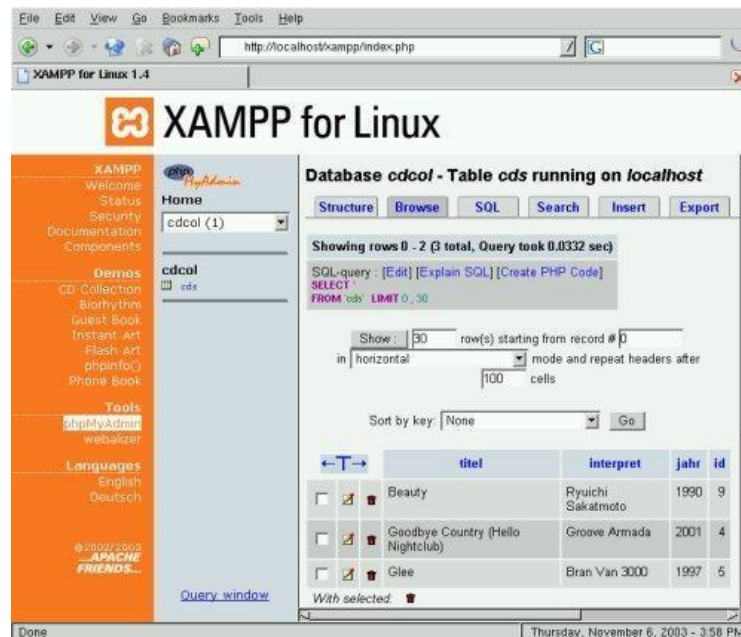 File Edit View Go Bookmarks Tools Help
http://localhost/xampp/index.php
G
XAMPP for Linux 1.4
XAMPP for Linux
XAMPP
Welcome
Status
Security
Documentation
Components
Demos
CD Collection
Biorhythm
Guest Book
Instant Art
Flash Art
phpinfo()
Phone Book
Tools
phpMyAdmin
webalizer
Languages
English
Deutsch
©2002/2003
...APACHE
FRIENDS...
php
MyAdmin
Home
cdcol (1)
cdcol
cds
Query window
Database cdcol - Table cds running on localhost
Structure Browse SQL Search Insert Export
Showing rows 0 - 2 (3 total, Query took 0.0332 sec)
SQL-query : [Edit] [Explain SQL] [Create PHP Code]
SELECT *
FROM `cds` LIMIT 0 , 30
Show : 30 row(s) starting from record # 0
in horizontal mode and repeat headers after
100 cells
Sort by key: None Go
←T→ titel interpret jahr id
Beauty Ryuichi Sakatmoto 1990 9
Goodbye Country (Hello Nightclub) Groove Armada 2001 4
Glee Bran Van 3000 1997 5
With selected:
Done Thursday, November 6, 2003 - 3:58 PM